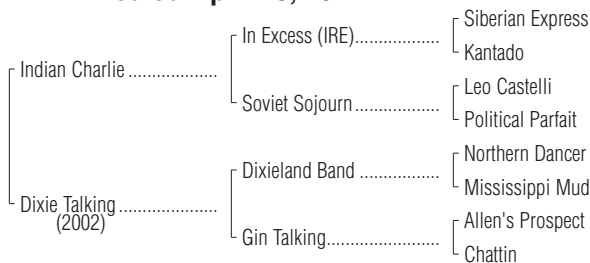 Siberian Express
In Excess (IRE)...................
Kantado
Indian Charlie ....................
Leo Castelli
Soviet Sojourn ...................
Political Parfait
Northern Dancer
Dixieland Band ..................
Mississippi Mud
Dixie Talking ......................
(2002)
Allen's Prospect
Gin Talking.........................
Chattin